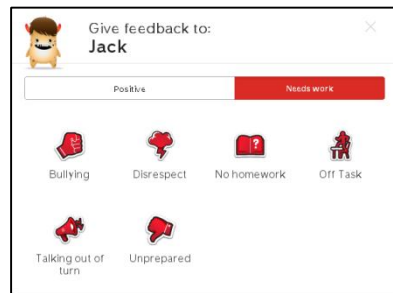 Give feedback to:
Jack
Positive
Needs work
Bullying
Disrespect
No homework
Off Task
Talking out of
turn
Unprepared